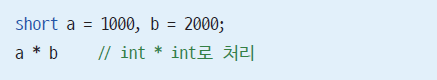 short a = 1000, b = 2000;
a * b // int * int로 처리